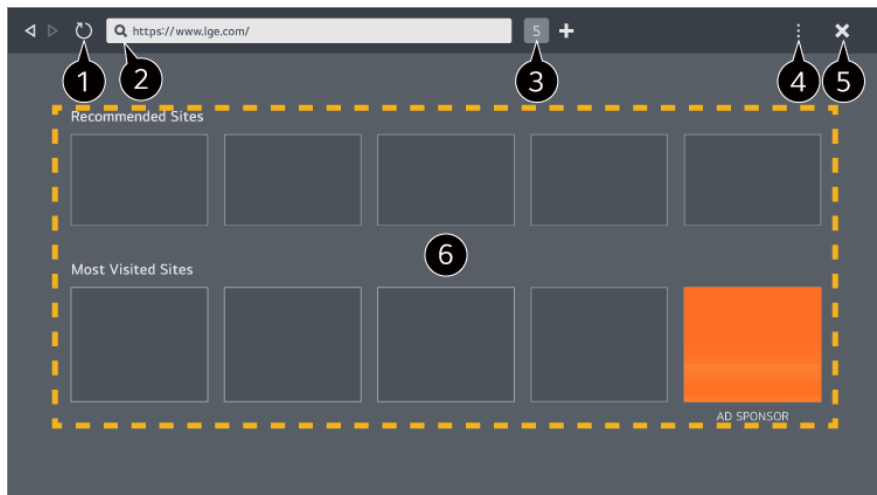 https://www.lge.com/ 5
1 2 3 4 5
Recommended Sites
6
Most Visited Sites
AD SPONSOR